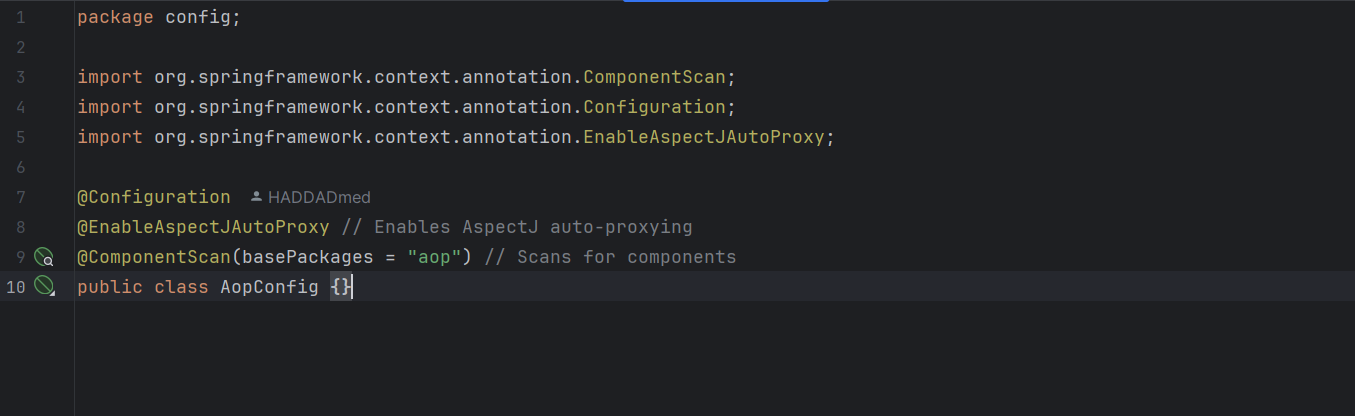 1 package config;
2
3 import org.springframework.context.annotation.ComponentScan;
4 import org.springframework.context.annotation.Configuration;
5 import org.springframework.context.annotation.EnableAspectJAutoProxy;
6
7 @Configuration HADDADmed
8 @EnableAspectJAutoProxy // Enables AspectJ auto-proxying
9 @ComponentScan(basePackages = "aop") // Scans for components
10 public class AopConfig {}